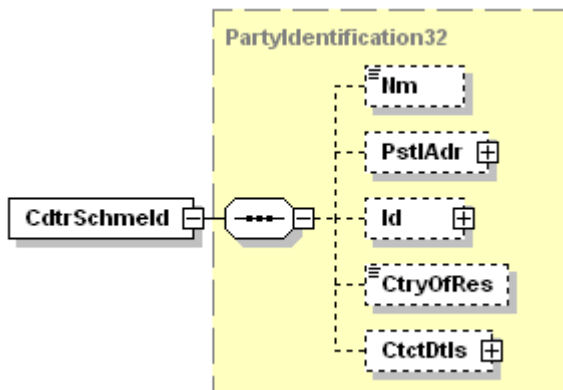 PartyIdentification32
Nm
PstlAdr
CdtrSchmeId
Id
CtryOfRes
CtctDtls